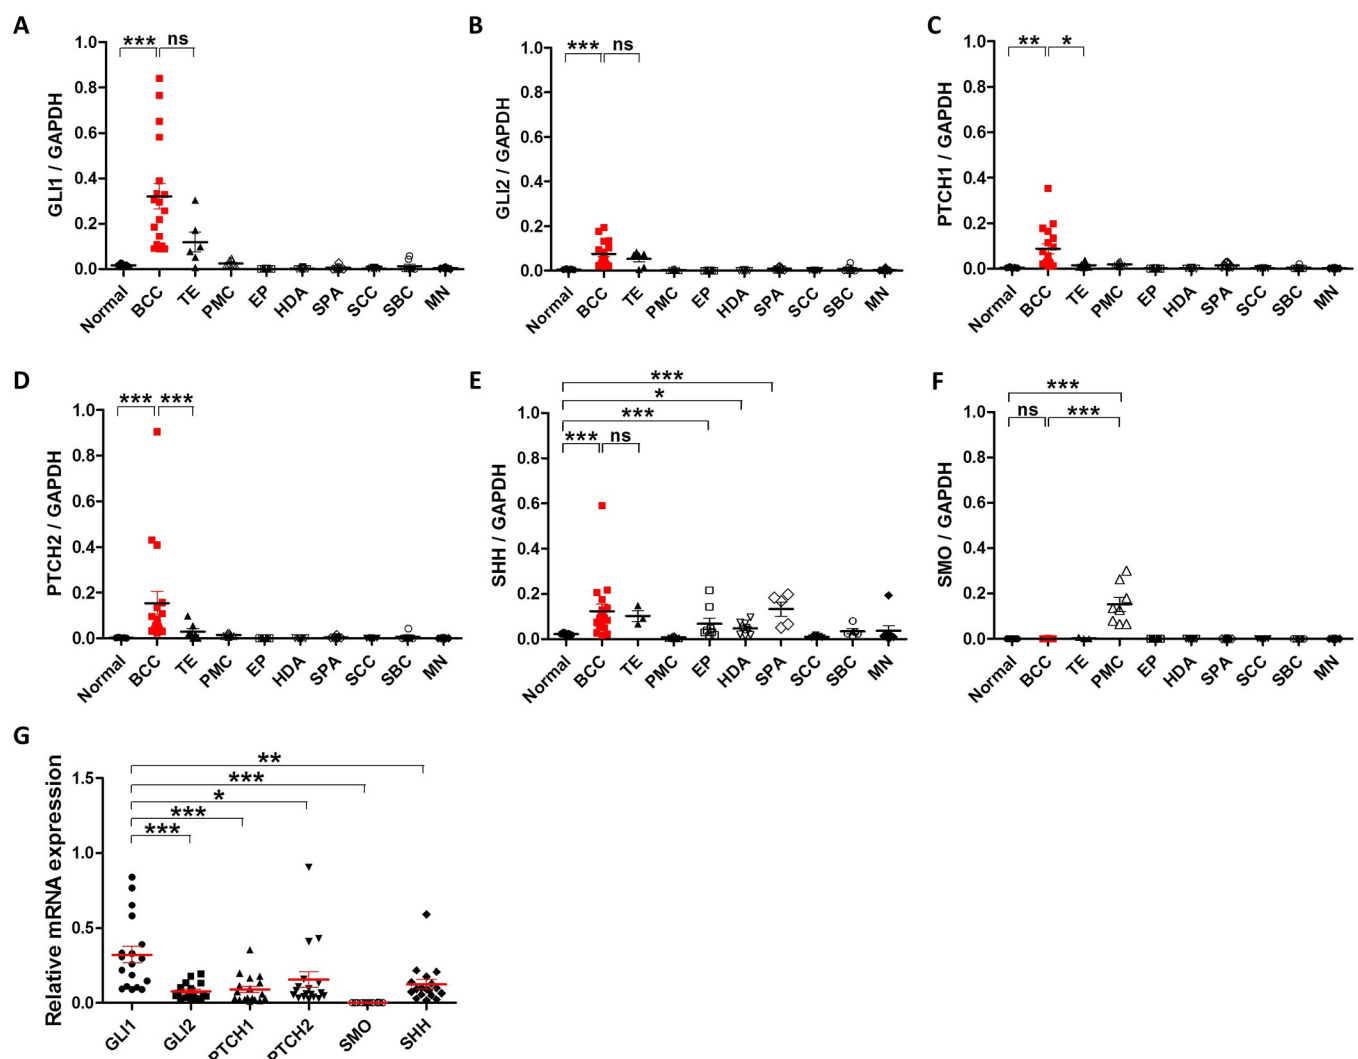 A
GLI1 / GAPDH
1.0
0.8
0.6
0.4
0.2
0.0
*** ns
Normal BCC TE PMC EP HDA SPA SCC SBC MN
B
GLI2 / GAPDH
1.0
0.8
0.6
0.4
0.2
0.0
*** ns
Normal BCC TE PMC EP HDA SPA SCC SBC MN
C
PTCH1 / GAPDH
1.0
0.8
0.6
0.4
0.2
0.0
** *
Normal BCC TE PMC EP HDA SPA SCC SBC MN
D
PTCH2 / GAPDH
1.0
0.8
0.6
0.4
0.2
0.0
*** ***
Normal BCC TE PMC EP HDA SPA SCC SBC MN
E
SHH / GAPDH
1.0
0.8
0.6
0.4
0.2
0.0
***
*
***
*** ns
Normal BCC TE PMC EP HDA SPA SCC SBC MN
F
SMO / GAPDH
1.0
0.8
0.6
0.4
0.2
0.0
***
ns ***
Normal BCC TE PMC EP HDA SPA SCC SBC MN
G
Relative mRNA expression
1.5
1.0
0.5
0.0
**
***
*
***
***
GLI1 GLI2 PTCH1 PTCH2 SMO SHH